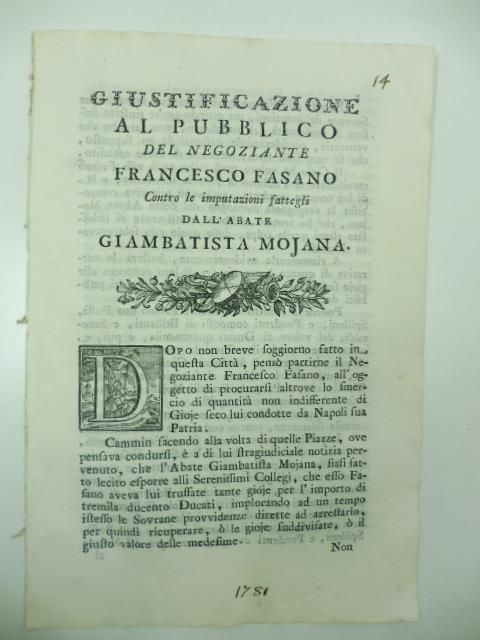 14
GIUSTIFICAZIONE
AL PUBBLICO
DEL NEGOZIANTE
FRANCESCO FASANO
Contro le imputazioni fattegli
DALL'ABATE
GIAMBATISTA MOJANA.
DOPO non breve soggiorno fatto in
questa Città, pensò partirne il Ne-
goziante Francesco Fasano, all'og-
getto di procurarsi altrove lo smer-
cio di quantità non indifferente di
Gioje seco lui condotte da Napoli sua
Patria.
Cammin facendo alla volta di quelle Piazze, ove
pensava condursi, è a di lui stragiudiciale notizia per-
venuto, che l'Abate Giambatista Mojana, siasi fat-
to lecito esporre alli Serenissimi Collegi, che esso Fa-
sano aveva lui truffate tante gioje per l'importo di
tremila ducento Ducati, implorando ad un tempo
istesso le Sovrane provvidenze dirette ad arrestarlo,
per quindi ricuperare, ò le gioje suddivisate, ò il
giusto valore delle medesime.
Non
1781